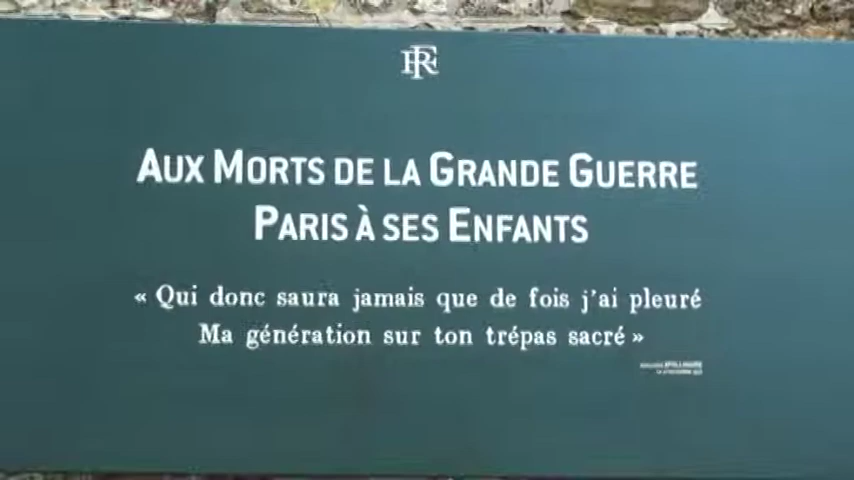 RF
AUX MORTS DE LA GRANDE GUERRE
PARIS À SES ENFANTS
« Qui donc saura jamais que de fois j'ai pleuré
Ma génération sur ton trépas sacré »
APOLLINAIRE